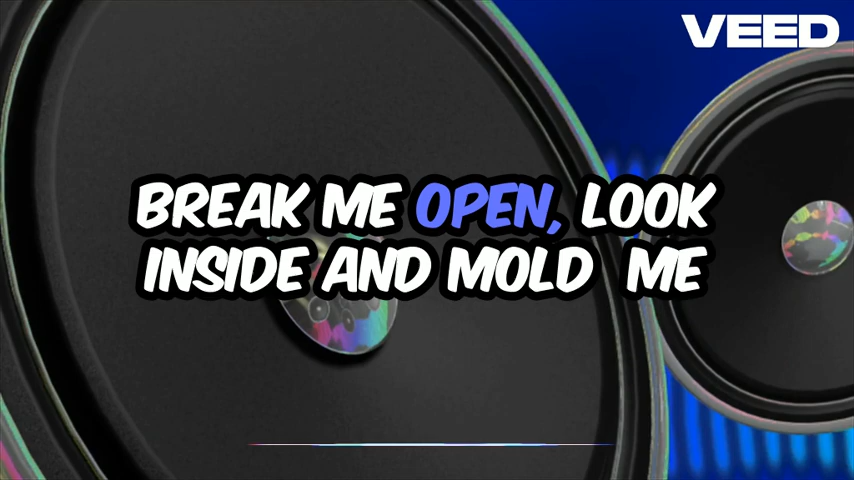 VEED
BREAK ME OPEN, LOOK
INSIDE AND MOLD ME